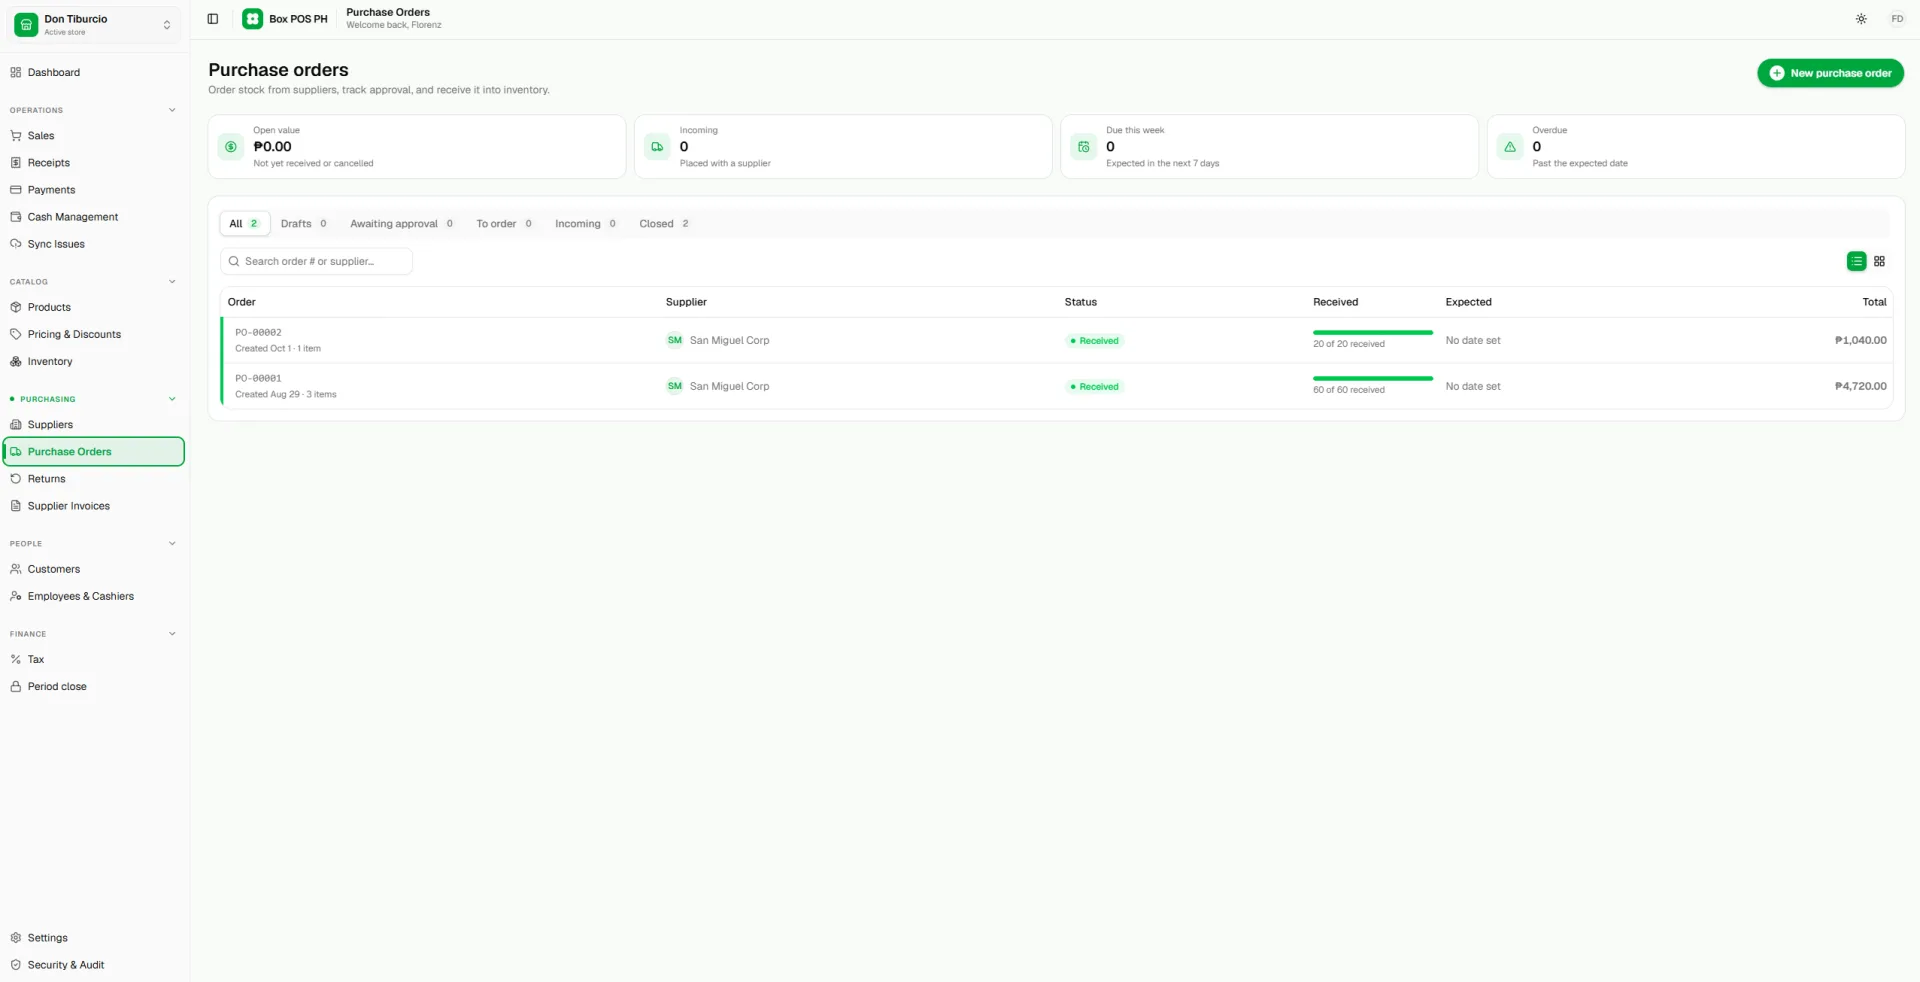 Don Tiburcio
Active store
Box POS PH
Purchase Orders
Welcome back, Florenz
FD
Dashboard
OPERATIONS
Sales
Receipts
Payments
Cash Management
Sync Issues
CATALOG
Products
Pricing & Discounts
Inventory
PURCHASING
Suppliers
Purchase Orders
Returns
Supplier Invoices
PEOPLE
Customers
Employees & Cashiers
FINANCE
Tax
Period close
Settings
Security & Audit
Purchase orders
Order stock from suppliers, track approval, and receive it into inventory.
New purchase order
Open value
₱0.00
Not yet received or cancelled
Incoming
0
Placed with a supplier
Due this week
0
Expected in the next 7 days
Overdue
0
Past the expected date
All 2 Drafts 0 Awaiting approval 0 To order 0 Incoming 0 Closed 2
Search order # or supplier...
Order Supplier Status Received Expected Total
PO-00002
Created Oct 1 · 1 item
SM San Miguel Corp
Received
20 of 20 received
No date set
₱1,040.00
PO-00001
Created Aug 29 · 3 items
SM San Miguel Corp
Received
60 of 60 received
No date set
₱4,720.00